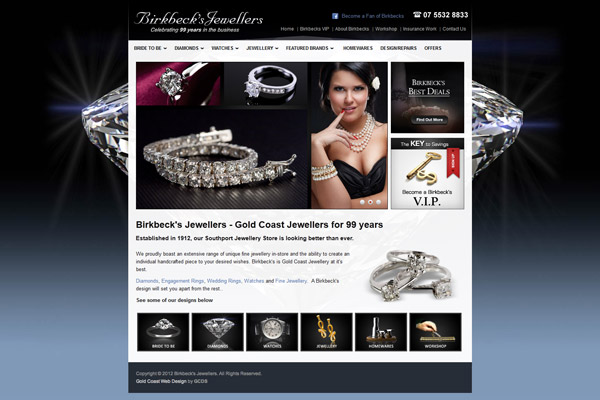 Birkbeck's Jewellers
Celebrating 99 years in the business
Become a Fan of Birkbecks
07 5532 8833
Home | Birkbecks VIP | About Birkbecks | Workshop | Insurance Work | Contact Us
BRIDE TO BE DIAMONDS WATCHES JEWELLERY FEATURED BRANDS HOMEWARES DESIGN/REPAIRS OFFERS
BIRKBECK'S
BEST DEALS
Find Out More
The KEY to Savings
SIGN UP
Become a Birkbeck's
V.I.P.
Birkbeck's Jewellers - Gold Coast Jewellers for 99 years
Established in 1912, our Southport Jewellery Store is looking better than ever.
We proudly boast an extensive range of unique fine jewellery in-store and the ability to create an
individual handcrafted piece to your desired wishes. Birkbeck's is Gold Coast Jewellery at it's
best.
Diamonds, Engagement Rings, Wedding Rings, Watches and Fine Jewellery. A Birkbeck's
design will set you apart from the rest..
See some of our designs below
BRIDE TO BE DIAMONDS WATCHES JEWELLERY HOMEWARES WORKSHOP
Copyright © 2012 'Birkbecks Jewellers. All Rights Reserved.
Gold Coast Web Design by GCDS